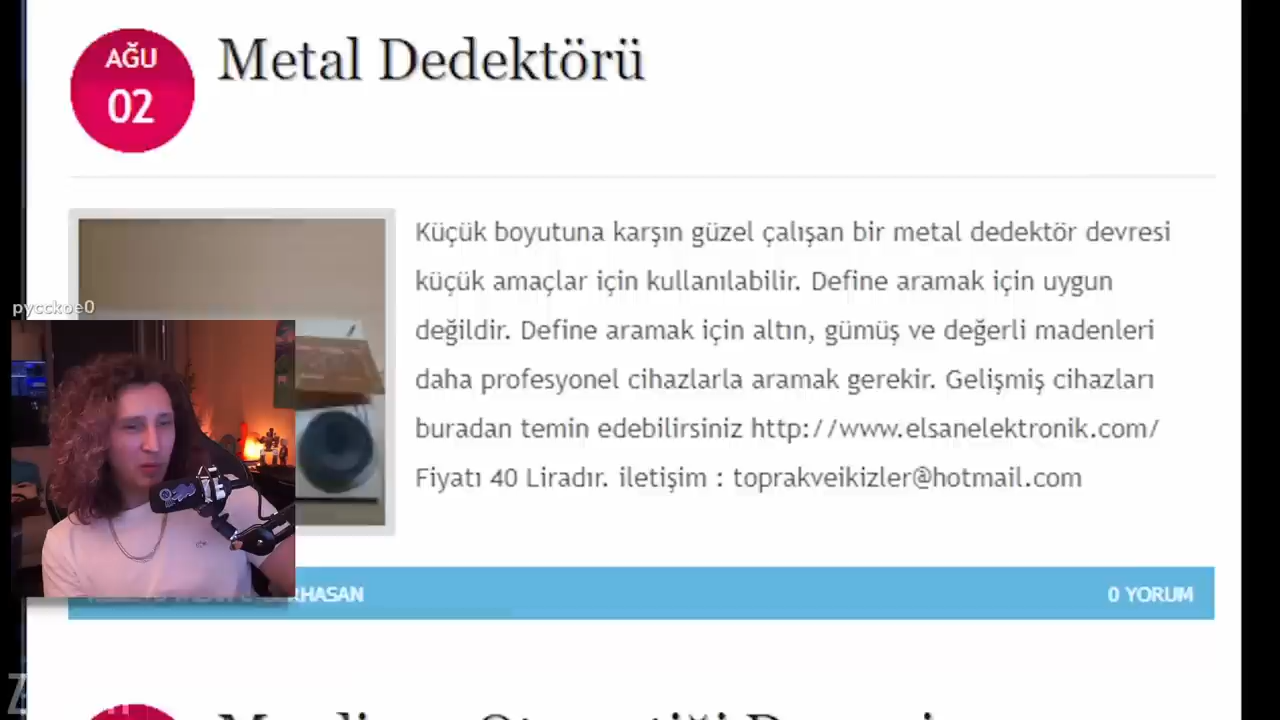 AĞU
02
Metal Dedektörü
Küçük boyutuna karşın güzel çalışan bir metal dedektör devresi
küçük amaçlar için kullanılabilir. Define aramak için uygun
değildir. Define aramak için altın, gümüş ve değerli madenleri
daha profesyonel cihazlarla aramak gerekir. Gelişmiş cihazları
buradan temin edebilirsiniz http://www.elsanelektronik.com/
Fiyatı 40 Liradır. iletişim : toprakveikizler@hotmail.com
pycckoe0
0 YORUM